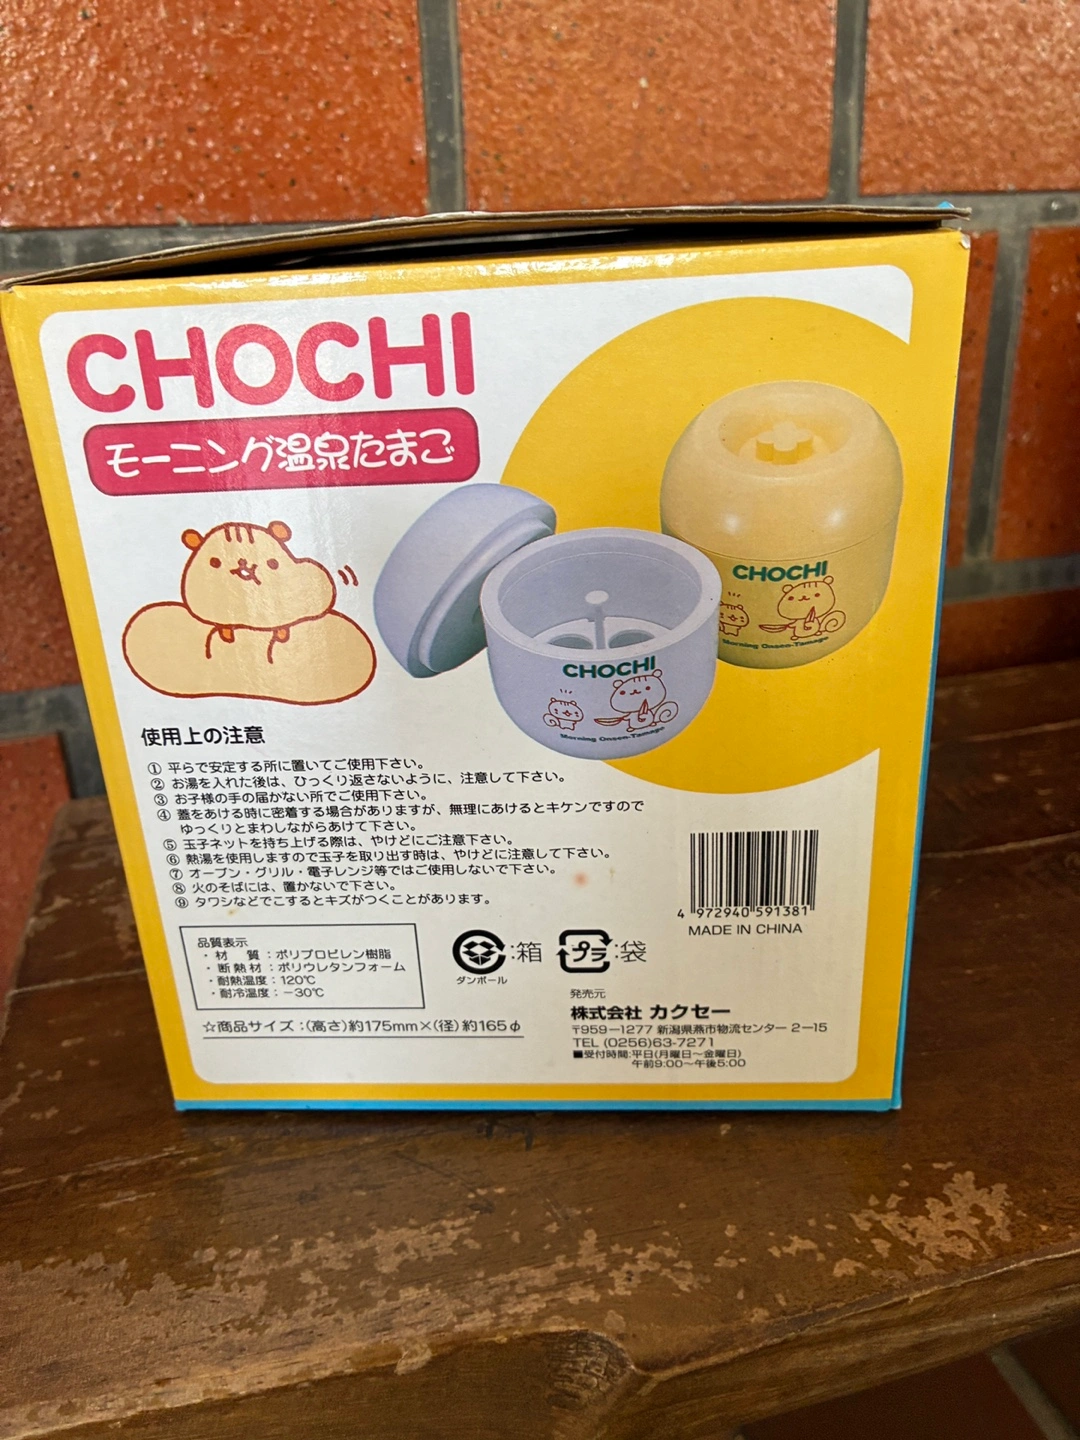 CHOCHI
モーニング温泉たまご
CHOCHI
Morning Onsen-Tamago
CHOCHI
Morning Onsen-Tamago
使用上の注意
① 平らで安定する所に置いてご使用下さい。
② お湯を入れた後は、ひっくり返さないように、注意して下さい。
③ お子様の手の届かない所でご使用下さい。
④ 蓋をあける時に密着する場合がありますが、無理にあけるとキケンですので
ゆっくりとまわしながらあけて下さい。
⑤ 玉子ネットを持ち上げる際は、やけどにご注意下さい。
⑥ 熱湯を使用しますので玉子を取り出す時は、やけどに注意して下さい。
⑦ オーブン・グリル・電子レンジ等ではご使用しないで下さい。
⑧ 火のそばには、置かないで下さい。
⑨ タワシなどでこするとキズがつくことがあります。
4 972940 591381
MADE IN CHINA
品質表示
・材 質：ポリプロピレン樹脂
・断熱材：ポリウレタンフォーム
・耐熱温度：120℃
・耐冷温度：−30℃
☆商品サイズ：(高さ)約175mm×(径)約165φ
ダンボール
:箱
プラ
:袋
発売元
株式会社 カクセー
〒959−1277 新潟県燕市物流センター 2−15
TEL (0256)63-7271
■受付時間:平日(月曜日〜金曜日)
午前9:00〜午後5:00